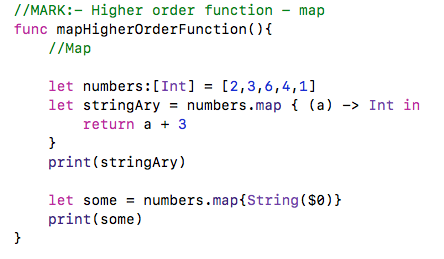 //MARK:- Higher order function - map
func mapHigherOrderFunction(){
    //Map

    let numbers:[Int] = [2,3,6,4,1]
    let stringAry = numbers.map { (a) -> Int in
        return a + 3
    }
    print(stringAry)

    let some = numbers.map{String($0)}
    print(some)
}